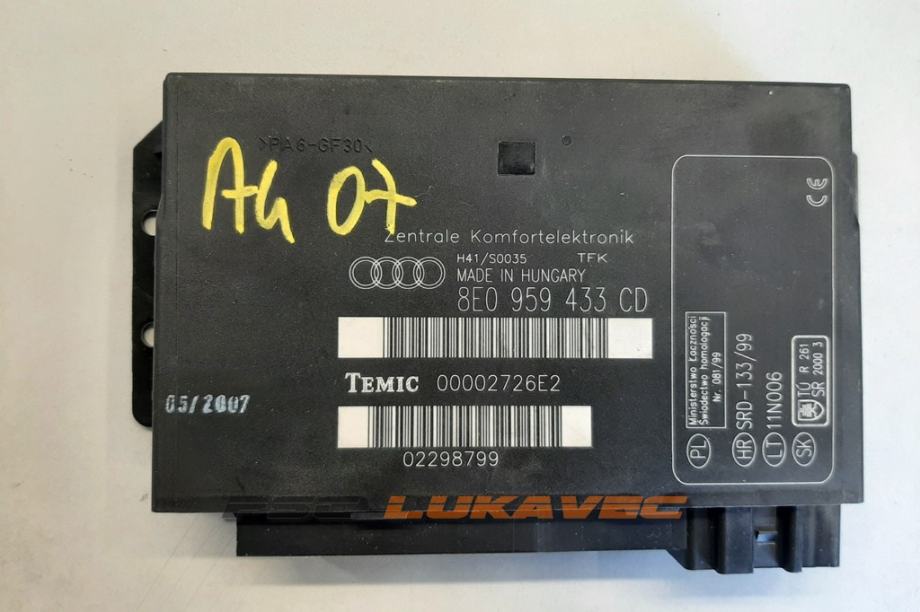 >PA6-GF30<
A4 07
Zentrale Komfortelektronik
H41/S0035 TFK
MADE IN HUNGARY
8E0 959 433 CD
TEMIC 00002726E2
02298799
05/2007
CE
Ministerstwo Łączności
Świadectwo homologacji
Nr. 081/99
PL
HR SRD-133/99
LT 11N006
SK TÚ R 261
SR 2000 3
LUKAVEC